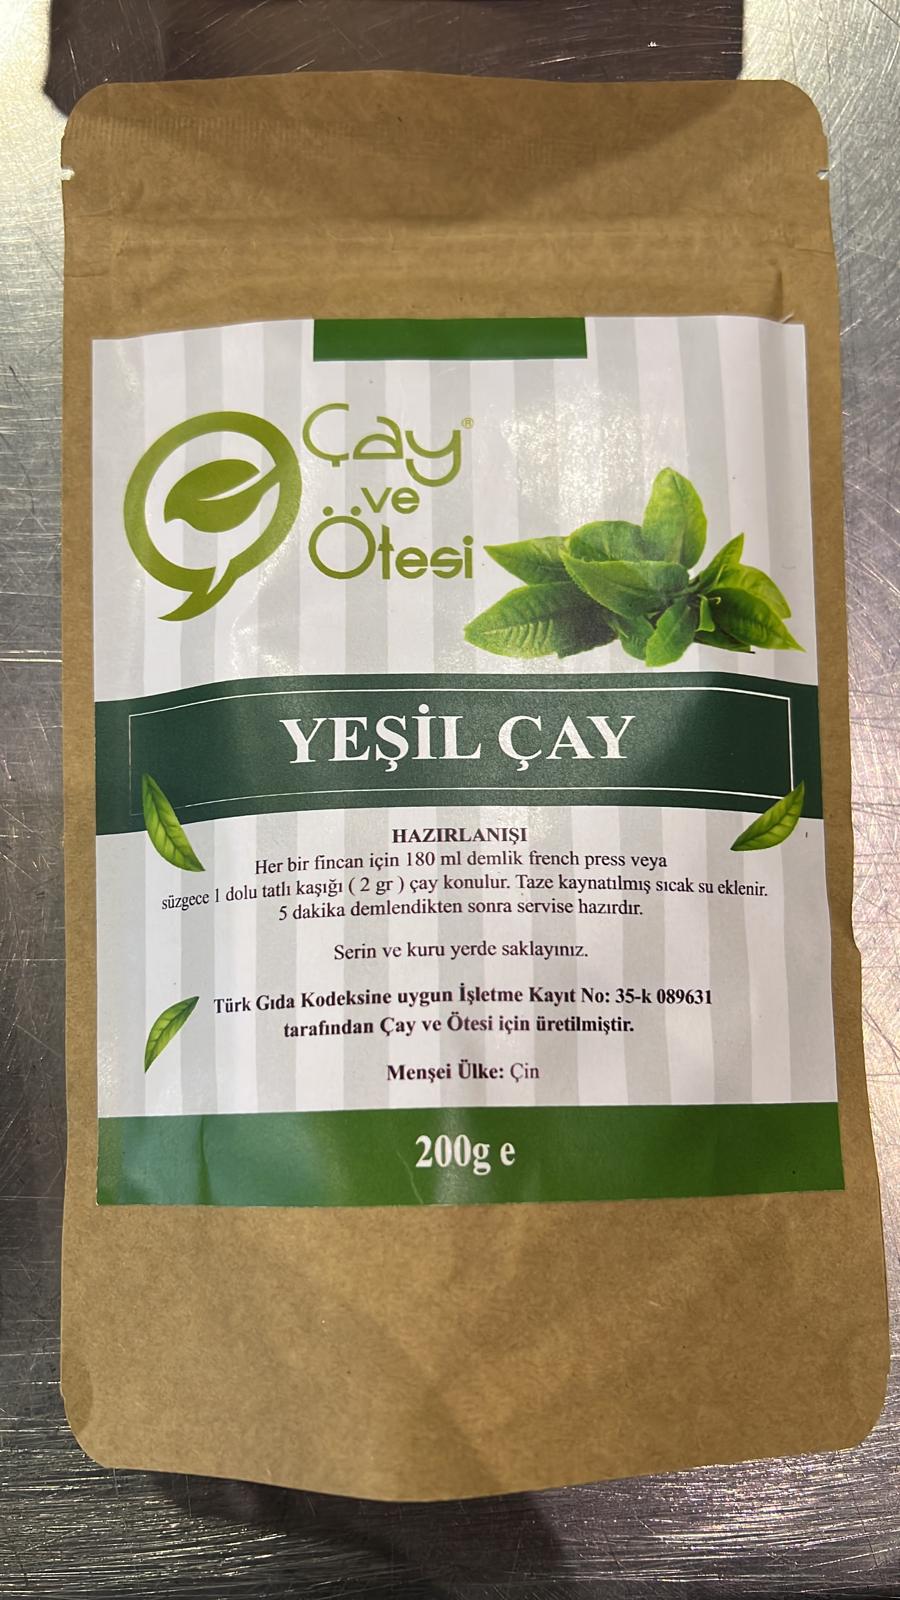 Çay®
ve
Ötesi
YEŞİL ÇAY
HAZIRLANIŞI
Her bir fincan için 180 ml demlik french press veya
süzgece 1 dolu tatlı kaşığı ( 2 gr ) çay konulur. Taze kaynatılmış sıcak su eklenir.
5 dakika demlendikten sonra servise hazırdır.
Serin ve kuru yerde saklayınız.
Türk Gıda Kodeksine uygun İşletme Kayıt No: 35-k 089631
tarafından Çay ve Ötesi için üretilmiştir.
Menşei Ülke: Çin
200g e